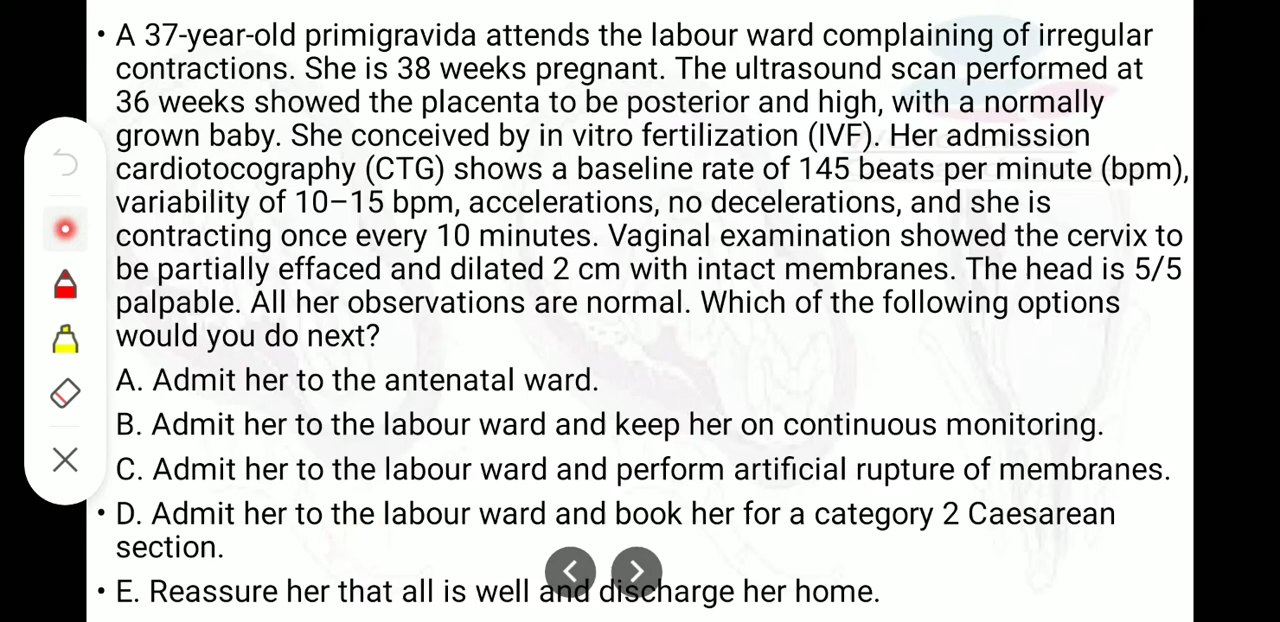 • A 37-year-old primigravida attends the labour ward complaining of irregular
contractions. She is 38 weeks pregnant. The ultrasound scan performed at
36 weeks showed the placenta to be posterior and high, with a normally
grown baby. She conceived by in vitro fertilization (IVF). Her admission
cardiotocography (CTG) shows a baseline rate of 145 beats per minute (bpm),
variability of 10–15 bpm, accelerations, no decelerations, and she is
contracting once every 10 minutes. Vaginal examination showed the cervix to
be partially effaced and dilated 2 cm with intact membranes. The head is 5/5
palpable. All her observations are normal. Which of the following options
would you do next?
A. Admit her to the antenatal ward.
B. Admit her to the labour ward and keep her on continuous monitoring.
C. Admit her to the labour ward and perform artificial rupture of membranes.
• D. Admit her to the labour ward and book her for a category 2 Caesarean
section.
• E. Reassure her that all is well and discharge her home.